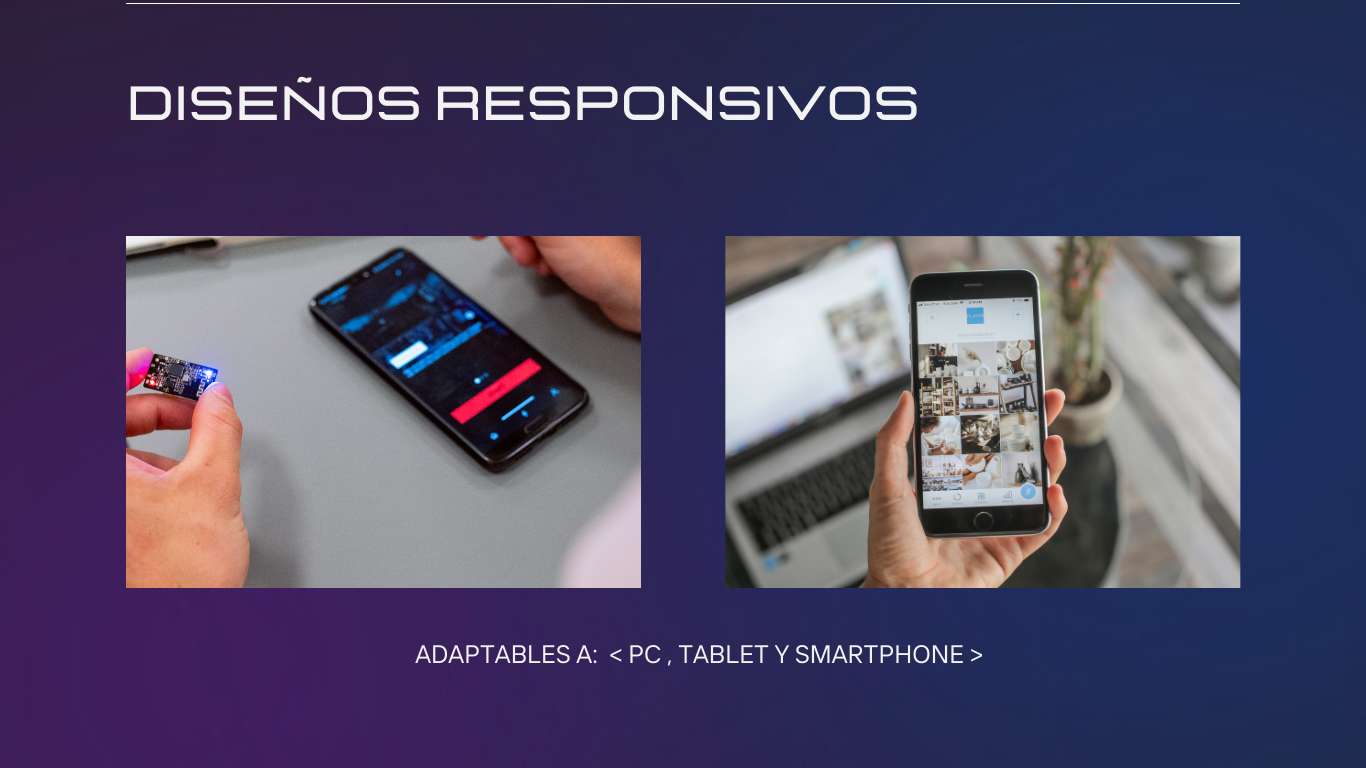 DISEÑOS RESPONSIVOS
ADAPTABLES A: < PC , TABLET Y SMARTPHONE >